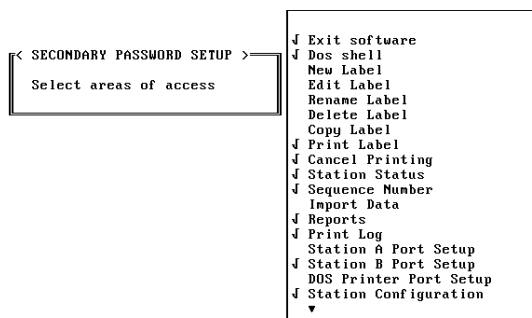 < SECONDARY PASSWORD SETUP >
Select areas of access
√ Exit software
√ Dos shell
New Label
Edit Label
Rename Label
Delete Label
Copy Label
√ Print Label
√ Cancel Printing
√ Station Status
√ Sequence Number
Import Data
√ Reports
√ Print Log
Station A Port Setup
√ Station B Port Setup
DOS Printer Port Setup
√ Station Configuration
▼